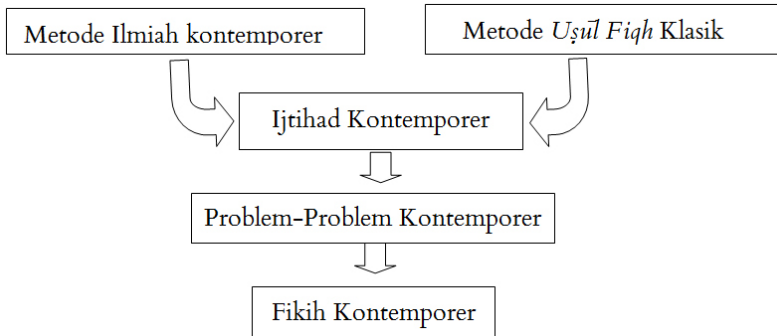 Metode Ilmiah kontemporer
Metode Uṣūl Fiqh Klasik
Ijtihad Kontemporer
Problem-Problem Kontemporer
Fikih Kontemporer